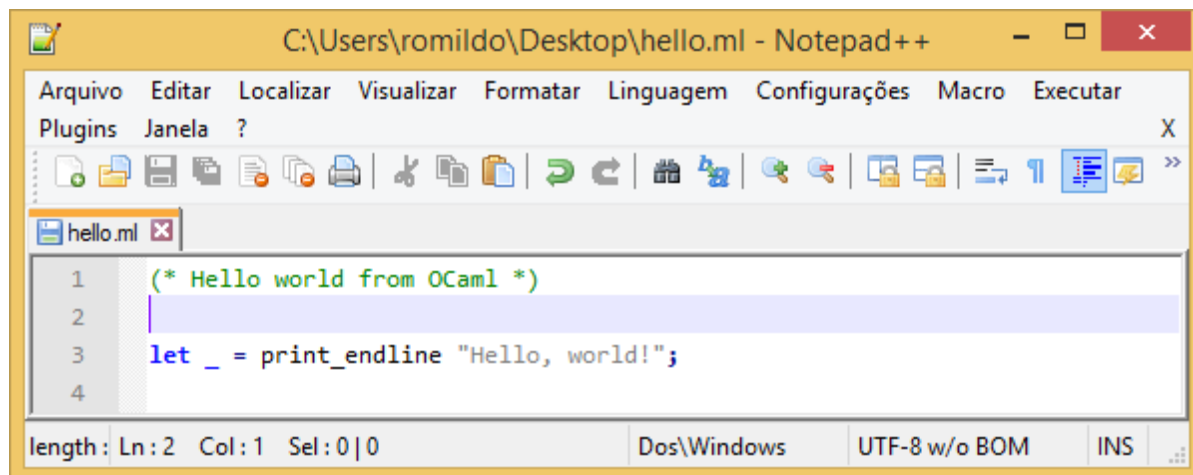 C:\Users\romildo\Desktop\hello.ml - Notepad++
Arquivo Editar Localizar Visualizar Formatar Linguagem Configurações Macro Executar
Plugins Janela ? X
hello.ml
1 (* Hello world from OCaml *)
2
3 let _ = print_endline "Hello, world!";
4
length : Ln : 2 Col : 1 Sel : 0 | 0 Dos\Windows UTF-8 w/o BOM INS